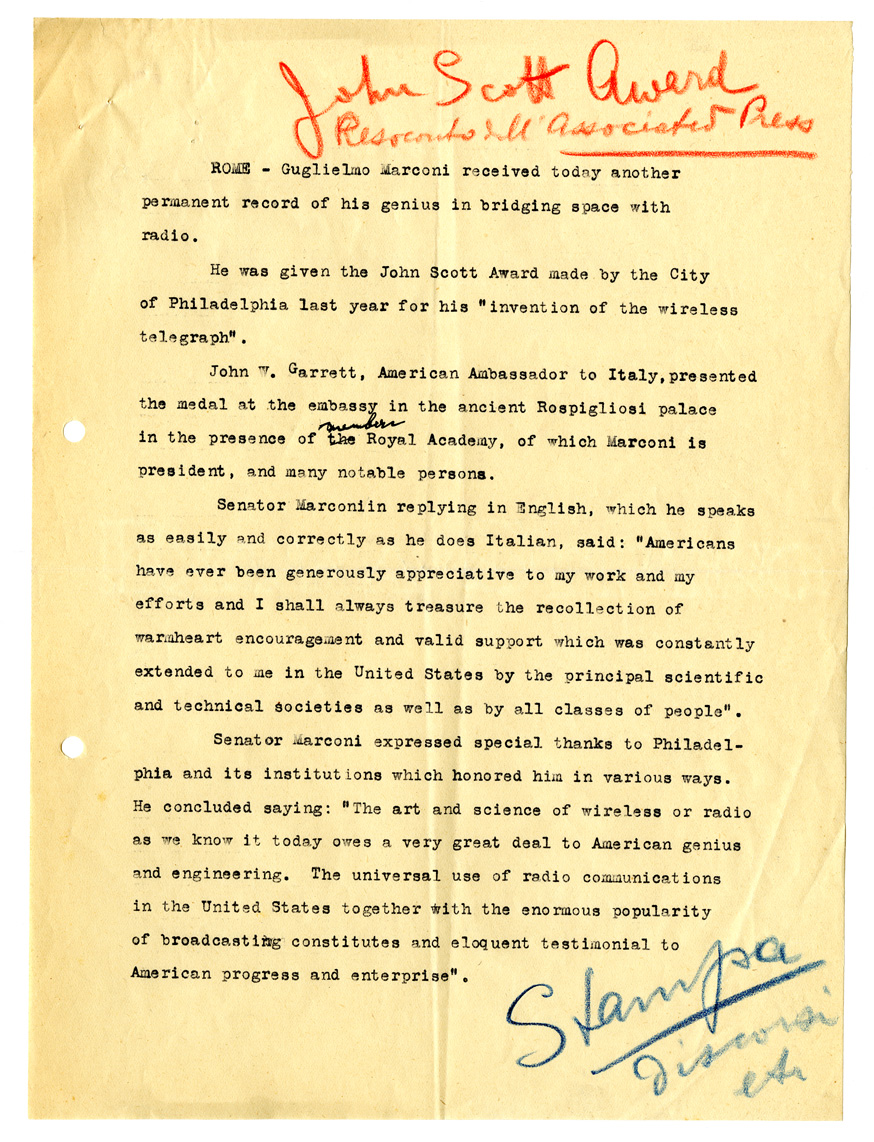 John Scott Award
Resoconto dell'Associated Press
ROME - Guglielmo Marconi received today another
permanent record of his genius in bridging space with
radio.
He was given the John Scott Award made by the City
of Philadelphia last year for his "invention of the wireless
telegraph".
John W. Garrett, American Ambassador to Italy,presented
the medal at the embassy in the ancient Rospigliosi palace
members
in the presence of the Royal Academy, of which Marconi is
president, and many notable persons.
Senator Marconiin replying in English, which he speaks
as easily and correctly as he does Italian, said: "Americans
have ever been generously appreciative to my work and my
efforts and I shall always treasure the recollection of
warmheart encouragement and valid support which was constantly
extended to me in the United States by the principal scientific
and technical societies as well as by all classes of people".
Senator Marconi expressed special thanks to Philadel-
phia and its institutions which honored him in various ways.
He concluded saying: "The art and science of wireless or radio
as we know it today owes a very great deal to American genius
and engineering. The universal use of radio communications
in the United States together with the enormous popularity
of broadcasting constitutes and eloquent testimonial to
American progress and enterprise".
Stampa
discorsi
etc